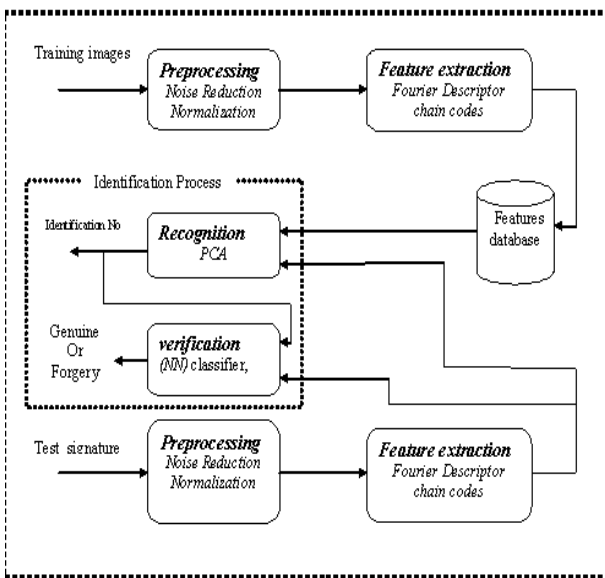 Training images
Preprocessing
Noise Reduction
Normalization
Feature extraction
Fourier Descriptor
chain codes
Identification Process
Features
database
Identification No
Recognition
PCA
Genuine
Or
Forgery
verification
(NN) classifier,
Test signature
Preprocessing
Noise Reduction
Normalization
Feature extraction
Fourier Descriptor
chain codes